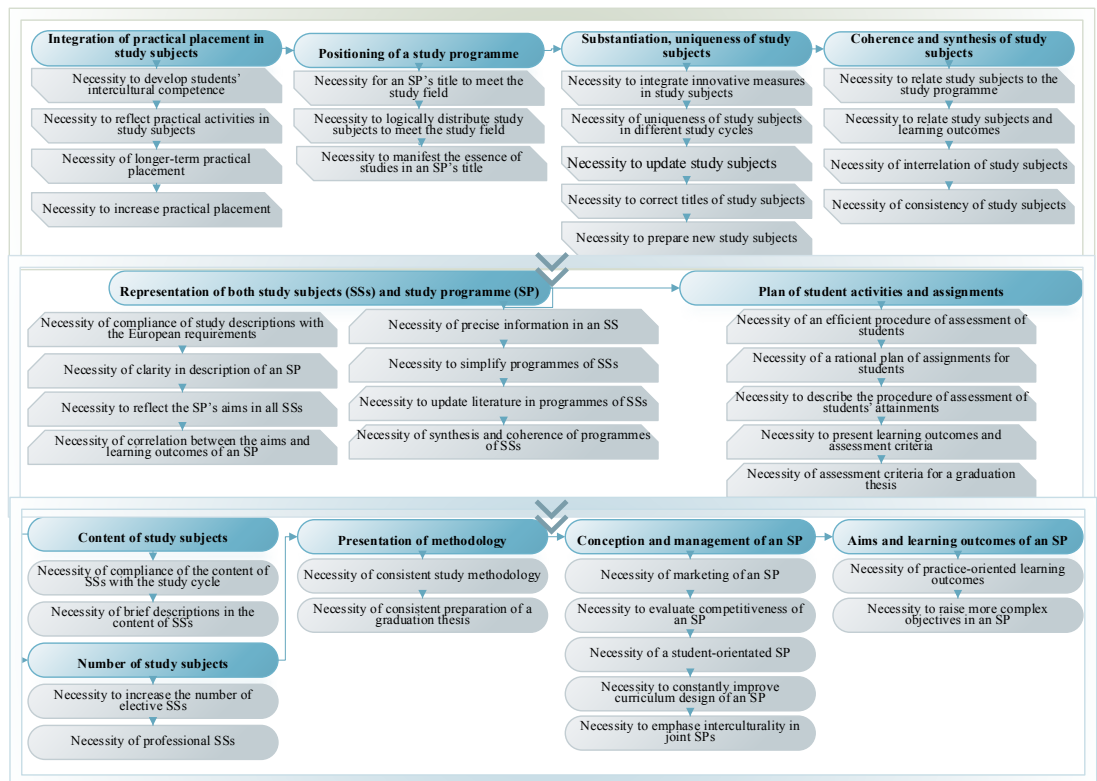 Integration of practical placement in
study subjects
Necessity to develop students'
intercultural competence
Necessity to reflect practical activities in
study subjects
Necessity of longer-term practical
placement
Necessity to increase practical placement
Positioning of a study programme
Necessity for an SP's title to meet the
study field
Necessity to logically distribute study
subjects to meet the study field
Necessity to manifest the essence of
studies in an SP's title
Substantiation, uniqueness of study
subjects
Necessity to integrate innovative measures
in study subjects
Necessity of uniqueness of study subjects
in different study cycles
Necessity to update study subjects
Necessity to correct titles of study subjects
Necessity to prepare new study subjects
Coherence and synthesis of study
subjects
Necessity to relate study subjects to the
study programme
Necessity to relate study subjects and
learning outcomes
Necessity of interrelation of study subjects
Necessity of consistency of study subjects
Representation of both study subjects (SSs) and study programme (SP)
Necessity of compliance of study descriptions with
the European requirements
Necessity of clarity in description of an SP
Necessity to reflect the SP's aims in all SSs
Necessity of correlation between the aims and
learning outcomes of an SP
Necessity of precise information in an SS
Necessity to simplify programmes of SSs
Necessity to update literature in programmes of SSs
Necessity of synthesis and coherence of programmes
of SSs
Plan of student activities and assignments
Necessity of an efficient procedure of assessment of
students
Necessity of a rational plan of assignments for
students
Necessity to describe the procedure of assessment of
students' attainments
Necessity to present learning outcomes and
assessment criteria
Necessity of assessment criteria for a graduation
thesis
Content of study subjects
Necessity of compliance of the content of
SSs with the study cycle
Necessity of brief descriptions in the
content of SSs
Number of study subjects
Necessity to increase the number of
elective SSs
Necessity of professional SSs
Presentation of methodology
Necessity of consistent study methodology
Necessity of consistent preparation of a
graduation thesis
Conception and management of an SP
Necessity of marketing of an SP
Necessity to evaluate competitiveness of
an SP
Necessity of a student-orientated SP
Necessity to constantly improve
curriculum design of an SP
Necessity to emphase interculturality in
joint SPs
Aims and learning outcomes of an SP
Necessity of practice-oriented learning
outcomes
Necessity to raise more complex
objectives in an SP